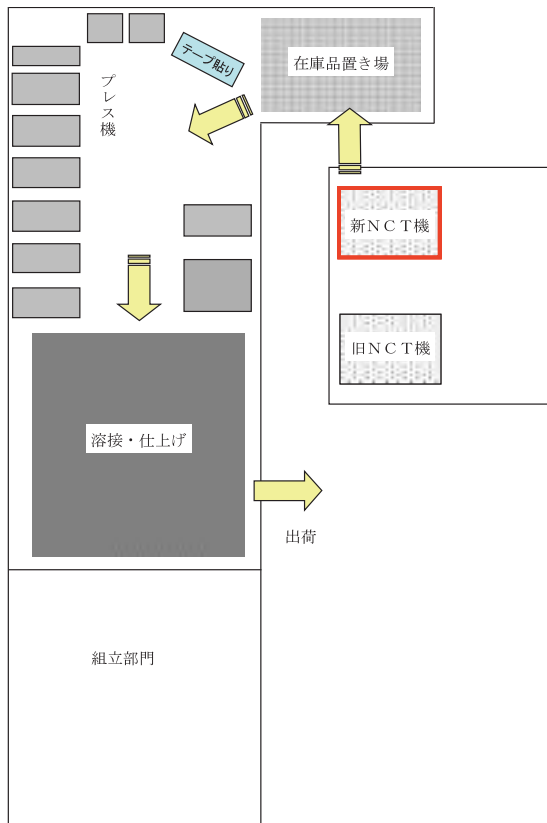 テープ貼り
在庫品置き場
プレス機
新ＮＣＴ機
旧ＮＣＴ機
溶接・仕上げ
出荷
組立部門